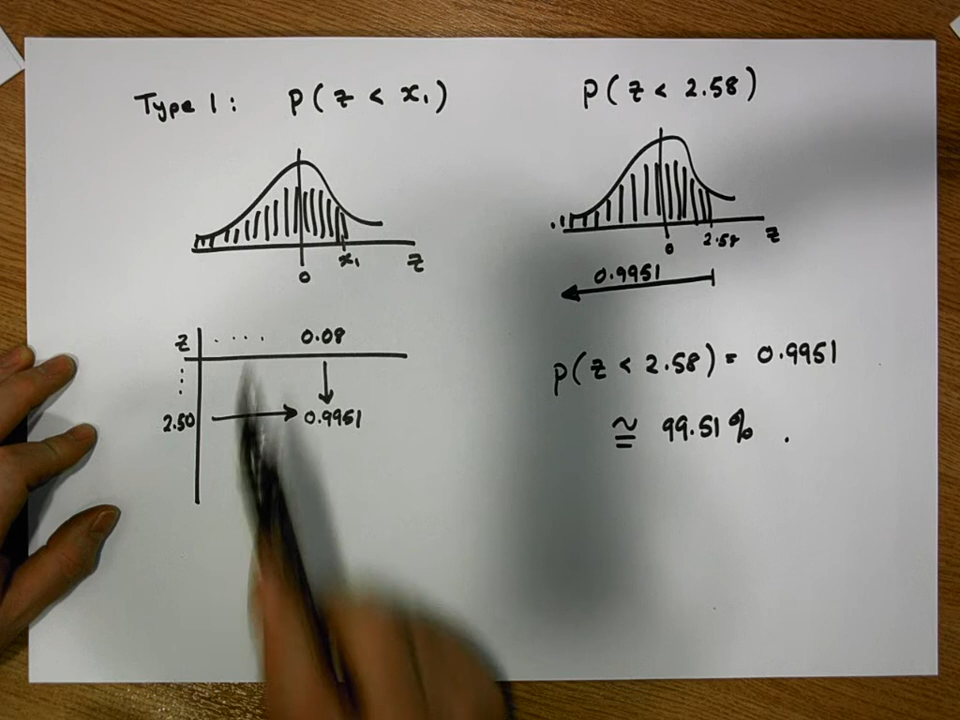 Type 1: P(z < x₁)
0 x₁ z
z .... 0.08
2.50 0.9951
P(z < 2.58)
0 2.58 z
0.9951
P(z < 2.58) = 0.9951
≅ 99.51% .